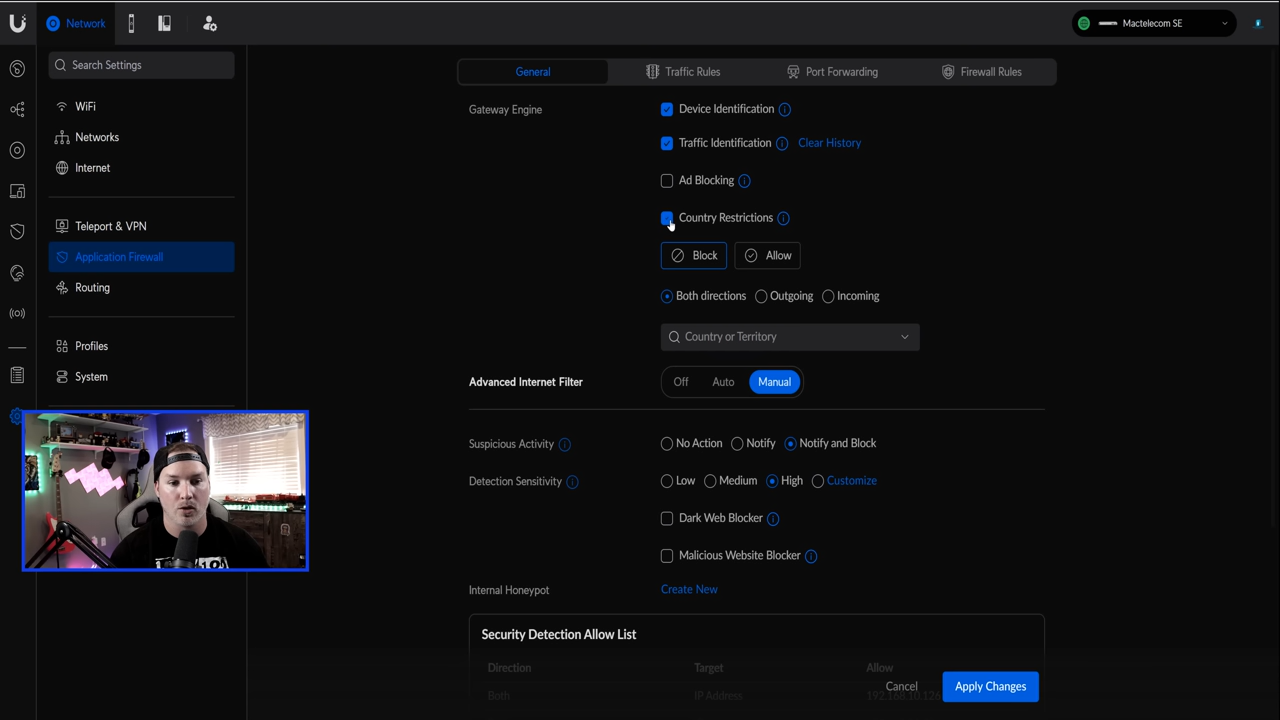 Network
Mactelecom SE
Search Settings
WiFi
Networks
Internet
Teleport & VPN
Application Firewall
Routing
Profiles
System
General
Traffic Rules
Port Forwarding
Firewall Rules
Gateway Engine
Device Identification
Traffic Identification
Clear History
Ad Blocking
Country Restrictions
Block
Allow
Both directions
Outgoing
Incoming
Country or Territory
Advanced Internet Filter
Off
Auto
Manual
Suspicious Activity
No Action
Notify
Notify and Block
Detection Sensitivity
Low
Medium
High
Customize
Dark Web Blocker
Malicious Website Blocker
Internal Honeypot
Create New
Security Detection Allow List
Direction
Target
Allow
Both
IP Address
Cancel
Apply Changes